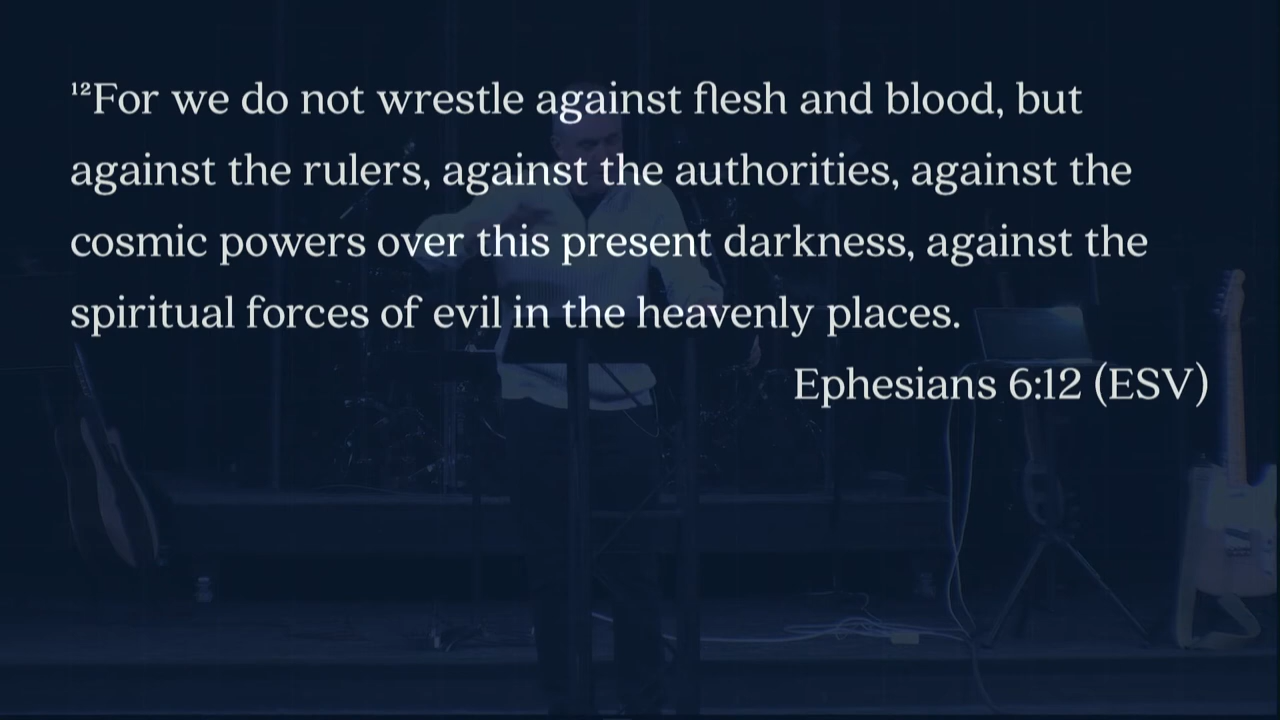 ¹²For we do not wrestle against flesh and blood, but
against the rulers, against the authorities, against the
cosmic powers over this present darkness, against the
spiritual forces of evil in the heavenly places.
Ephesians 6:12 (ESV)